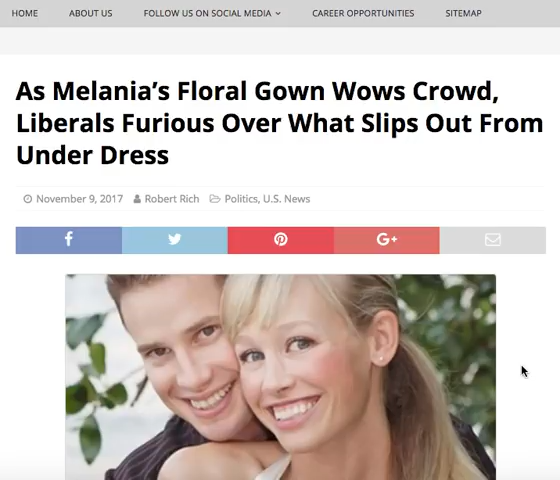 HOME ABOUT US FOLLOW US ON SOCIAL MEDIA CAREER OPPORTUNITIES SITEMAP
As Melania’s Floral Gown Wows Crowd,
Liberals Furious Over What Slips Out From
Under Dress
November 9, 2017 Robert Rich Politics, U.S. News
f G+